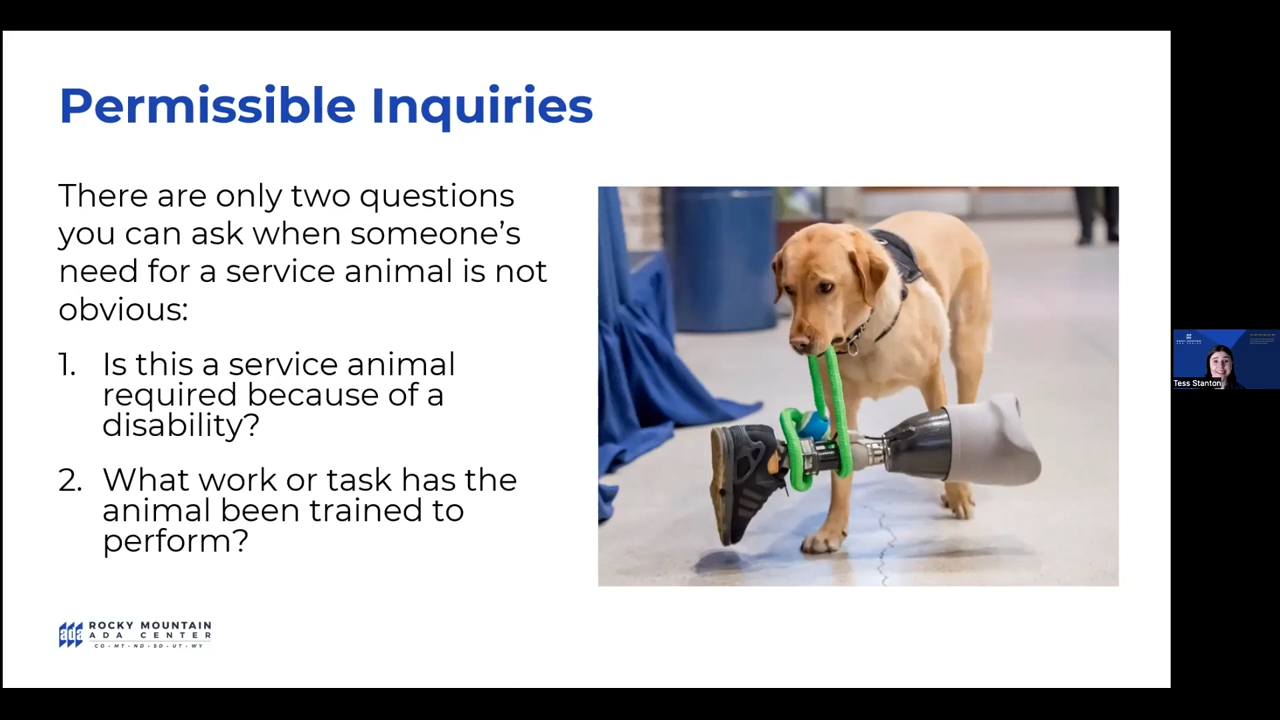 Permissible Inquiries
There are only two questions
you can ask when someone’s
need for a service animal is not
obvious:
1. Is this a service animal
required because of a
disability?
2. What work or task has the
animal been trained to
perform?
ada ROCKY MOUNTAIN
ADA CENTER
CO • MT • ND • SD • UT • WY
Tess Stanton